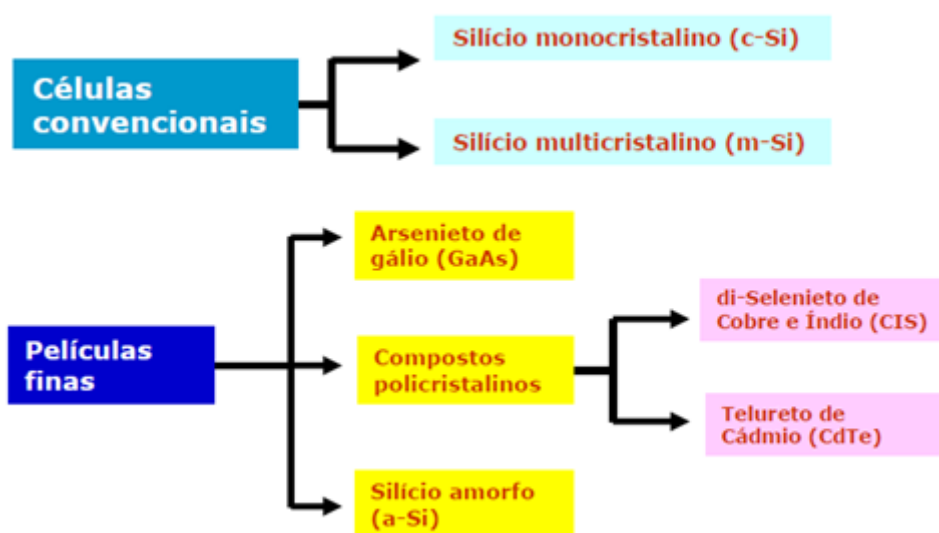 Silício monocristalino (c-Si)
Células
convencionais
Silício multicristalino (m-Si)
Arsenieto de
gálio (GaAs)
di-Selenieto de
Cobre e Índio (CIS)
Películas
finas
Compostos
policristalinos
Telureto de
Cádmio (CdTe)
Silício amorfo
(a-Si)